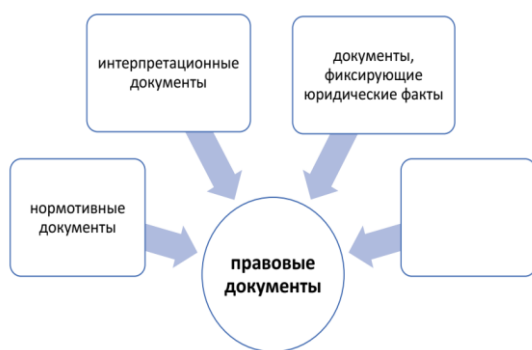 интерпретационные
документы
документы,
фиксирующие
юридические факты
нормотивные
документы
правовые
документы